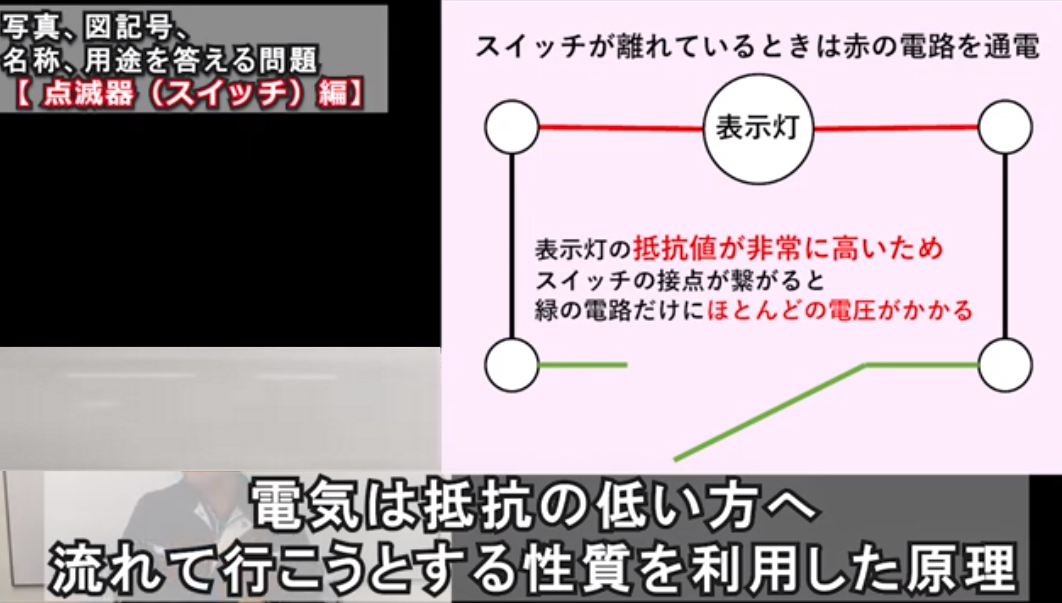 写真、図記号、
名称、用途を答える問題
【 点滅器（スイッチ）編】
スイッチが離れているときは赤の電路を通電
表示灯
表示灯の抵抗値が非常に高いため
スイッチの接点が繋がると
緑の電路だけにほとんどの電圧がかかる
電気は抵抗の低い方へ
流れて行こうとする性質を利用した原理